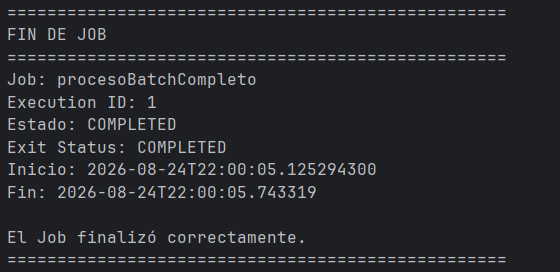 ==================================================
FIN DE JOB
==================================================
Job: procesoBatchCompleto
Execution ID: 1
Estado: COMPLETED
Exit Status: COMPLETED
Inicio: 2026-08-24T22:00:05.125294300
Fin: 2026-08-24T22:00:05.743319
El Job finalizó correctamente.
==================================================